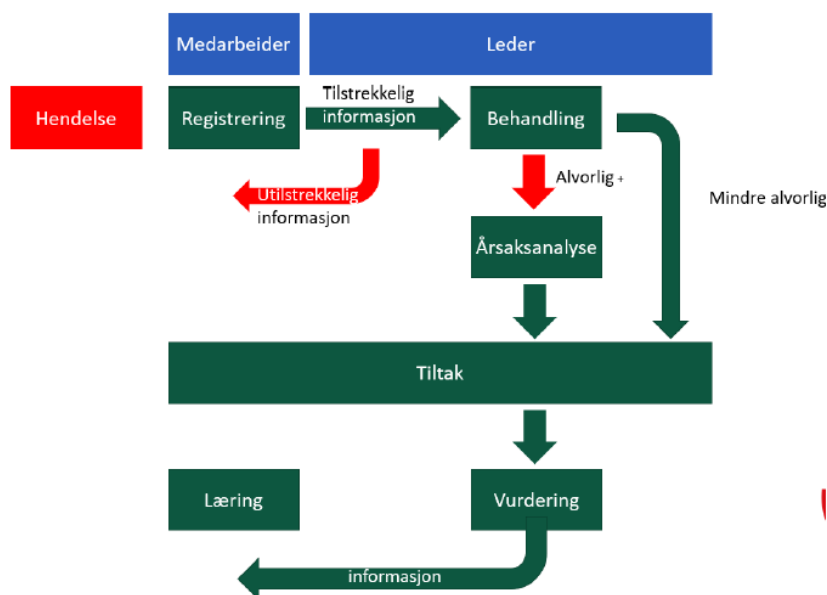 Medarbeider
Leder
Hendelse
Registrering
Tilstrekkelig
informasjon
Behandling
Utilstrekkelig
informasjon
Alvorlig +
Mindre alvorlig
Årsaksanalyse
Tiltak
Læring
Vurdering
informasjon